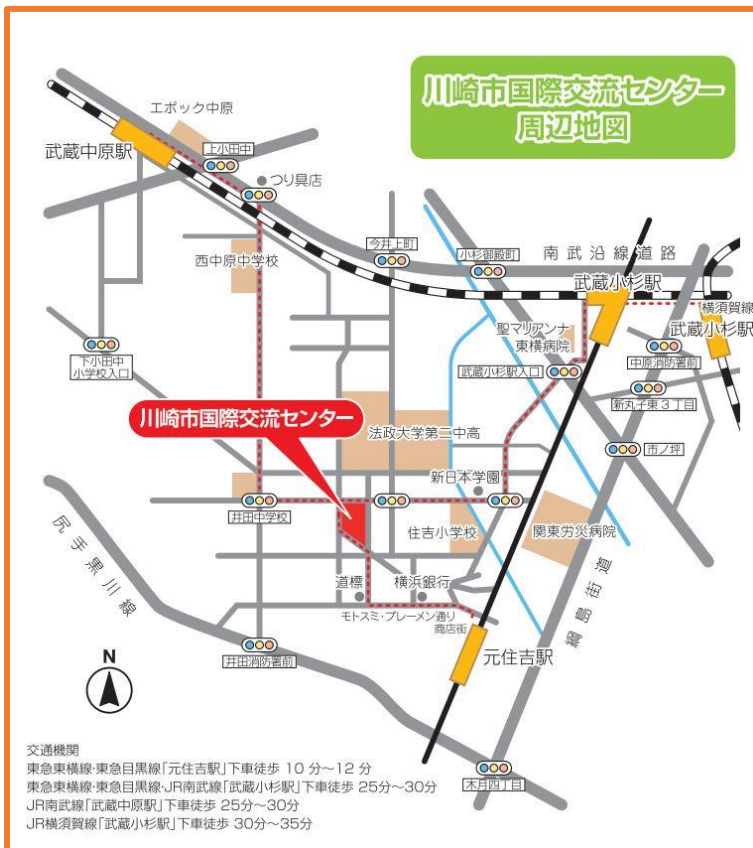 川崎市国際交流センター
周辺地図
エポック中原
武蔵中原駅
上小田中
つり具店
今井上町
小杉御殿町
南武沿線道路
西中原中学校
武蔵小杉駅
横須賀線
武蔵小杉駅
聖マリアンナ
東横病院
下小田中
小学校入口
武蔵小杉駅入口
中原消防署前
新丸子東3丁目
川崎市国際交流センター
法政大学第二中高
市ノ坪
新日本学園
井田中学校
住吉小学校
関東労災病院
尻手黒川線
道標
横浜銀行
綱島街道
モトスミ・ブレーメン通り
商店街
元住吉駅
井田消防署前
N
木月四丁目
交通機関
東急東横線・東急目黒線「元住吉駅」下車徒歩 10 分～12 分
東急東横線・東急目黒線・JR南武線「武蔵小杉駅」下車徒歩 25分～30分
JR南武線「武蔵中原駅」下車徒歩 25分～30分
JR横須賀線「武蔵小杉駅」下車徒歩 30分～35分